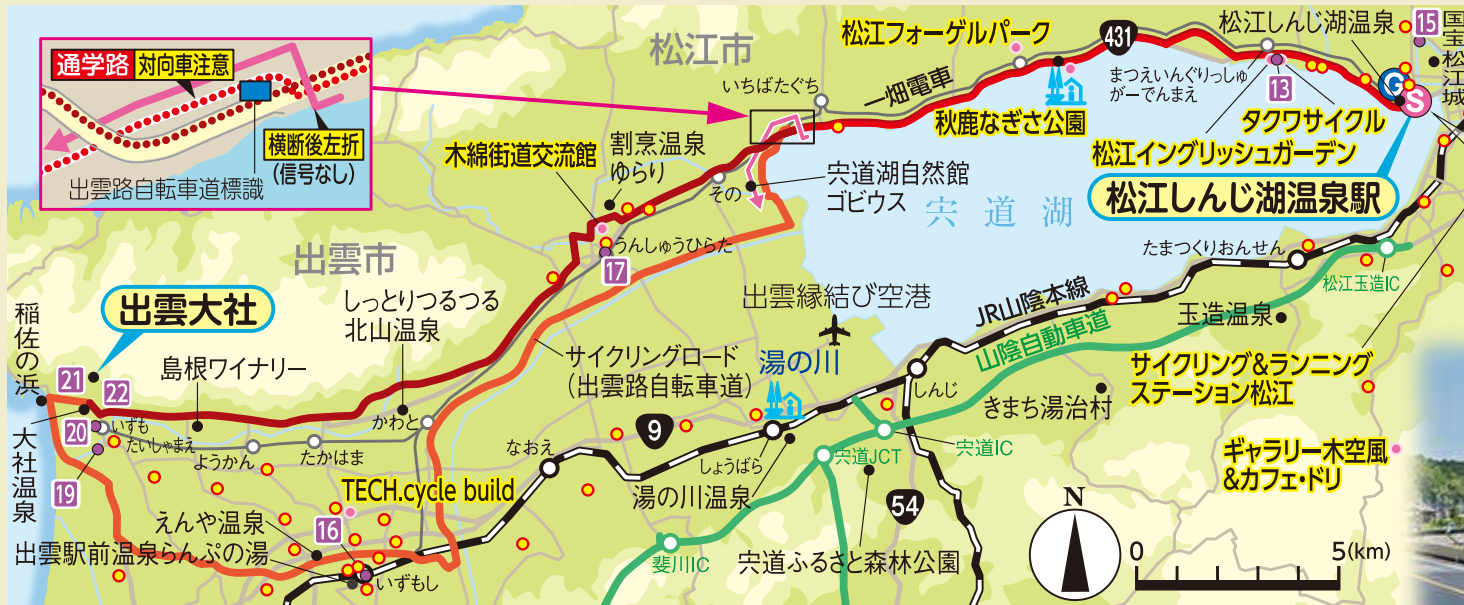 通学路 対向車注意
横断後左折
(信号なし)
出雲路自転車道標識
松江市
松江フォーゲルパーク
431
松江しんじ湖温泉
15
国宝松江城
いちばたぐち
一畑電車
秋鹿なぎさ公園
まつえいんぐりっしゅ
がーでんまえ
13
G
S
タクワサイクル
松江イングリッシュガーデン
松江しんじ湖温泉駅
木綿街道交流館
割烹温泉
ゆらり
その
宍道湖自然館
ゴビウス
宍道湖
うんしゅうひらた
17
出雲市
たまつくりおんせん
松江玉造IC
出雲縁結び空港
JR山陰本線
山陰自動車道
玉造温泉
出雲大社
しっとりつるつる
北山温泉
稲佐の浜
島根ワイナリー
サイクリングロード
(出雲路自転車道)
湯の川
サイクリング&ランニング
ステーション松江
21
22
20
いずも
たいしゃまえ
ようかん
たかはま
かわと
9
なおえ
しょうばら
しんじ
きまち湯治村
宍道IC
宍道JCT
ギャラリー木空風
&カフェ・ドリ
大社温泉
19
TECH.cycle build
湯の川温泉
54
えんや温泉
16
出雲駅前温泉らんぷの湯
いずもし
斐川IC
宍道ふるさと森林公園
N
0 5(km)